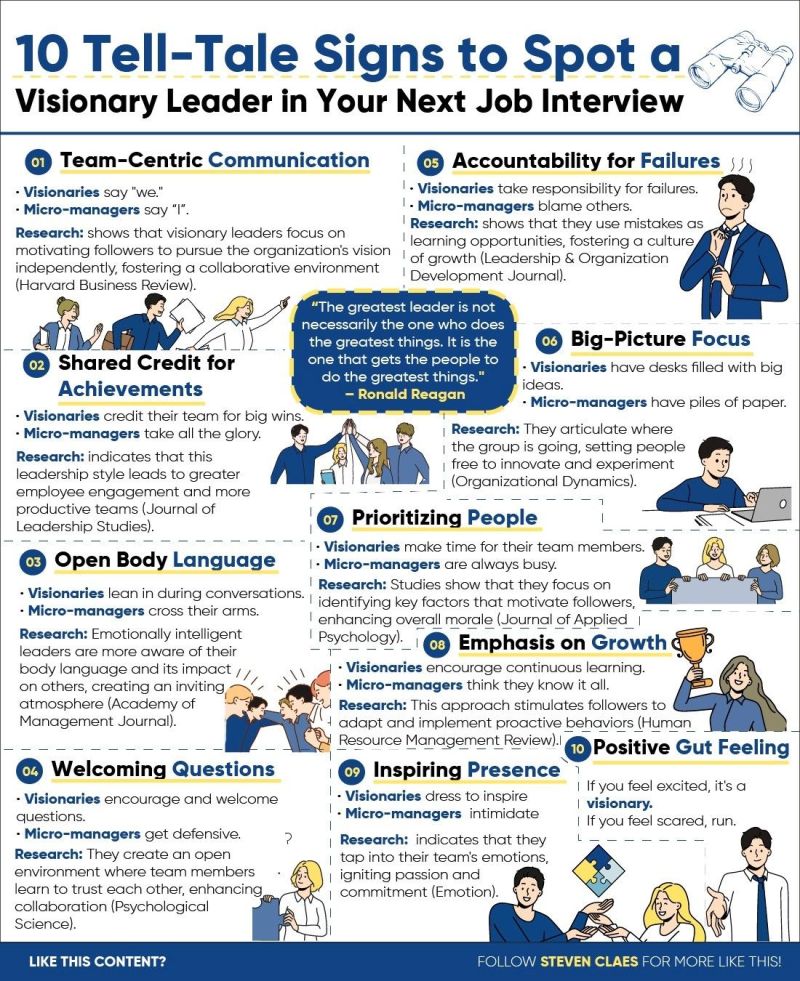 10 Tell-Tale Signs to Spot a
Visionary Leader in Your Next Job Interview
01 Team-Centric Communication
· Visionaries say "we."
· Micro-managers say “I”.
Research: shows that visionary leaders focus on
motivating followers to pursue the organization's vision
independently, fostering a collaborative environment
(Harvard Business Review).
02 Shared Credit for
Achievements
· Visionaries credit their team for big wins.
· Micro-managers take all the glory.
Research: indicates that this
leadership style leads to greater
employee engagement and more
productive teams (Journal of
Leadership Studies).
03 Open Body Language
· Visionaries lean in during conversations.
· Micro-managers cross their arms.
Research: Emotionally intelligent
leaders are more aware of their
body language and its impact
on others, creating an inviting
atmosphere (Academy of
Management Journal).
04 Welcoming Questions
· Visionaries encourage and welcome
questions.
· Micro-managers get defensive.
Research: They create an open
environment where team members
learn to trust each other, enhancing
collaboration (Psychological
Science).
?
"The greatest leader is not
necessarily the one who does
the greatest things. It is the
one that gets the people to
do the greatest things."
– Ronald Reagan
05 Accountability for Failures
· Visionaries take responsibility for failures.
· Micro-managers blame others.
Research: shows that they use mistakes as
learning opportunities, fostering a culture
of growth (Leadership & Organization
Development Journal).
06 Big-Picture Focus
· Visionaries have desks filled with big
ideas.
· Micro-managers have piles of paper.
Research: They articulate where
the group is going, setting people
free to innovate and experiment
(Organizational Dynamics).
07 Prioritizing People
· Visionaries make time for their team members.
· Micro-managers are always busy.
Research: Studies show that they focus on
identifying key factors that motivate followers,
enhancing overall morale (Journal of Applied
Psychology).
08 Emphasis on Growth
· Visionaries encourage continuous learning.
· Micro-managers think they know it all.
Research: This approach stimulates followers to
adapt and implement proactive behaviors (Human
Resource Management Review).
09 Inspiring Presence
· Visionaries dress to inspire
· Micro-managers intimidate
Research: indicates that they
tap into their team's emotions,
igniting passion and
commitment (Emotion).
10 Positive Gut Feeling
If you feel excited, it's a
visionary.
If you feel scared, run.
LIKE THIS CONTENT?
FOLLOW STEVEN CLAES FOR MORE LIKE THIS!